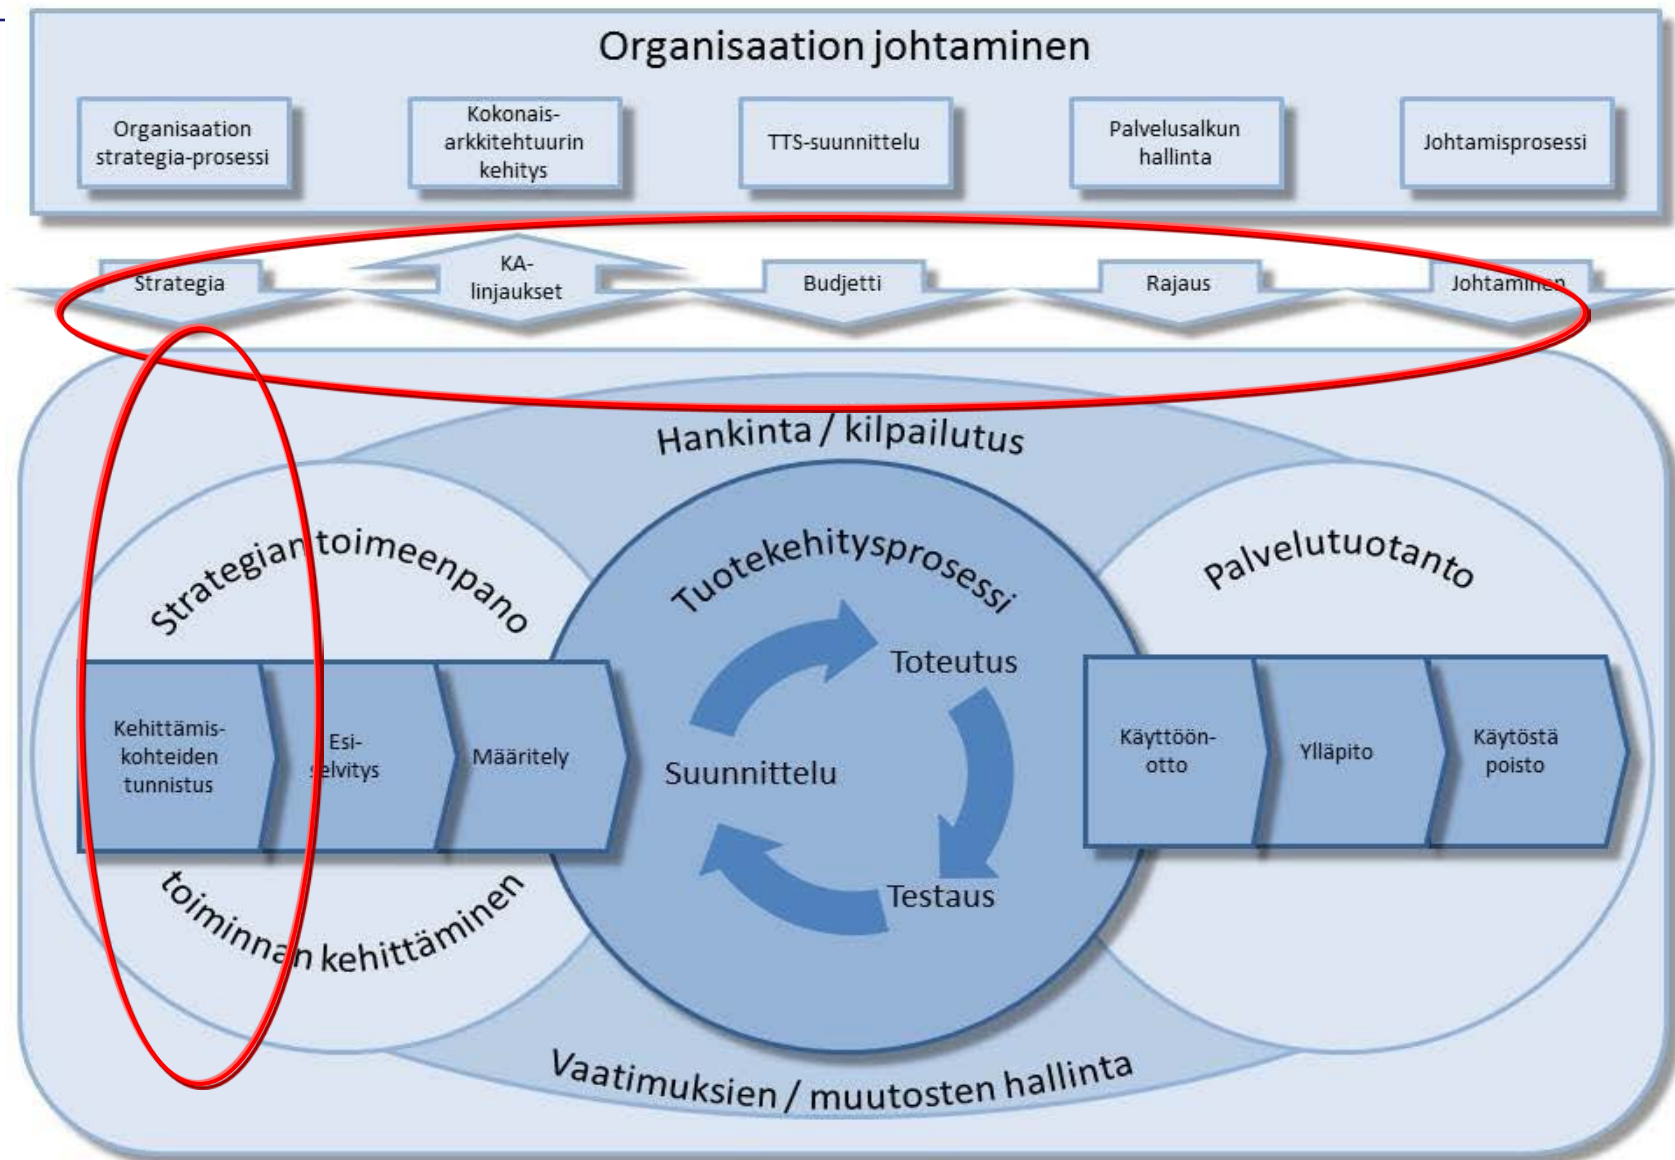 Organisaation johtaminen
Organisaation
strategia-prosessi
Kokonais-
arkkitehtuurin
kehitys
TTS-suunnittelu
Palvelusalkun
hallinta
Johtamisprosessi
Strategia
KA-
linjaukset
Budjetti
Rajaus
Johtaminen
Hankinta / kilpailutus
Strategian toimeenpano
Tuotekehitysprosessi
Palvelutuotanto
Kehittämis-
kohteiden
tunnistus
Esi-
selvitys
Määritely
Suunnittelu
Toteutus
Testaus
Käyttöön-
otto
Ylläpito
Käytöstä
poisto
toiminnan kehittäminen
Vaatimuksien / muutosten hallinta